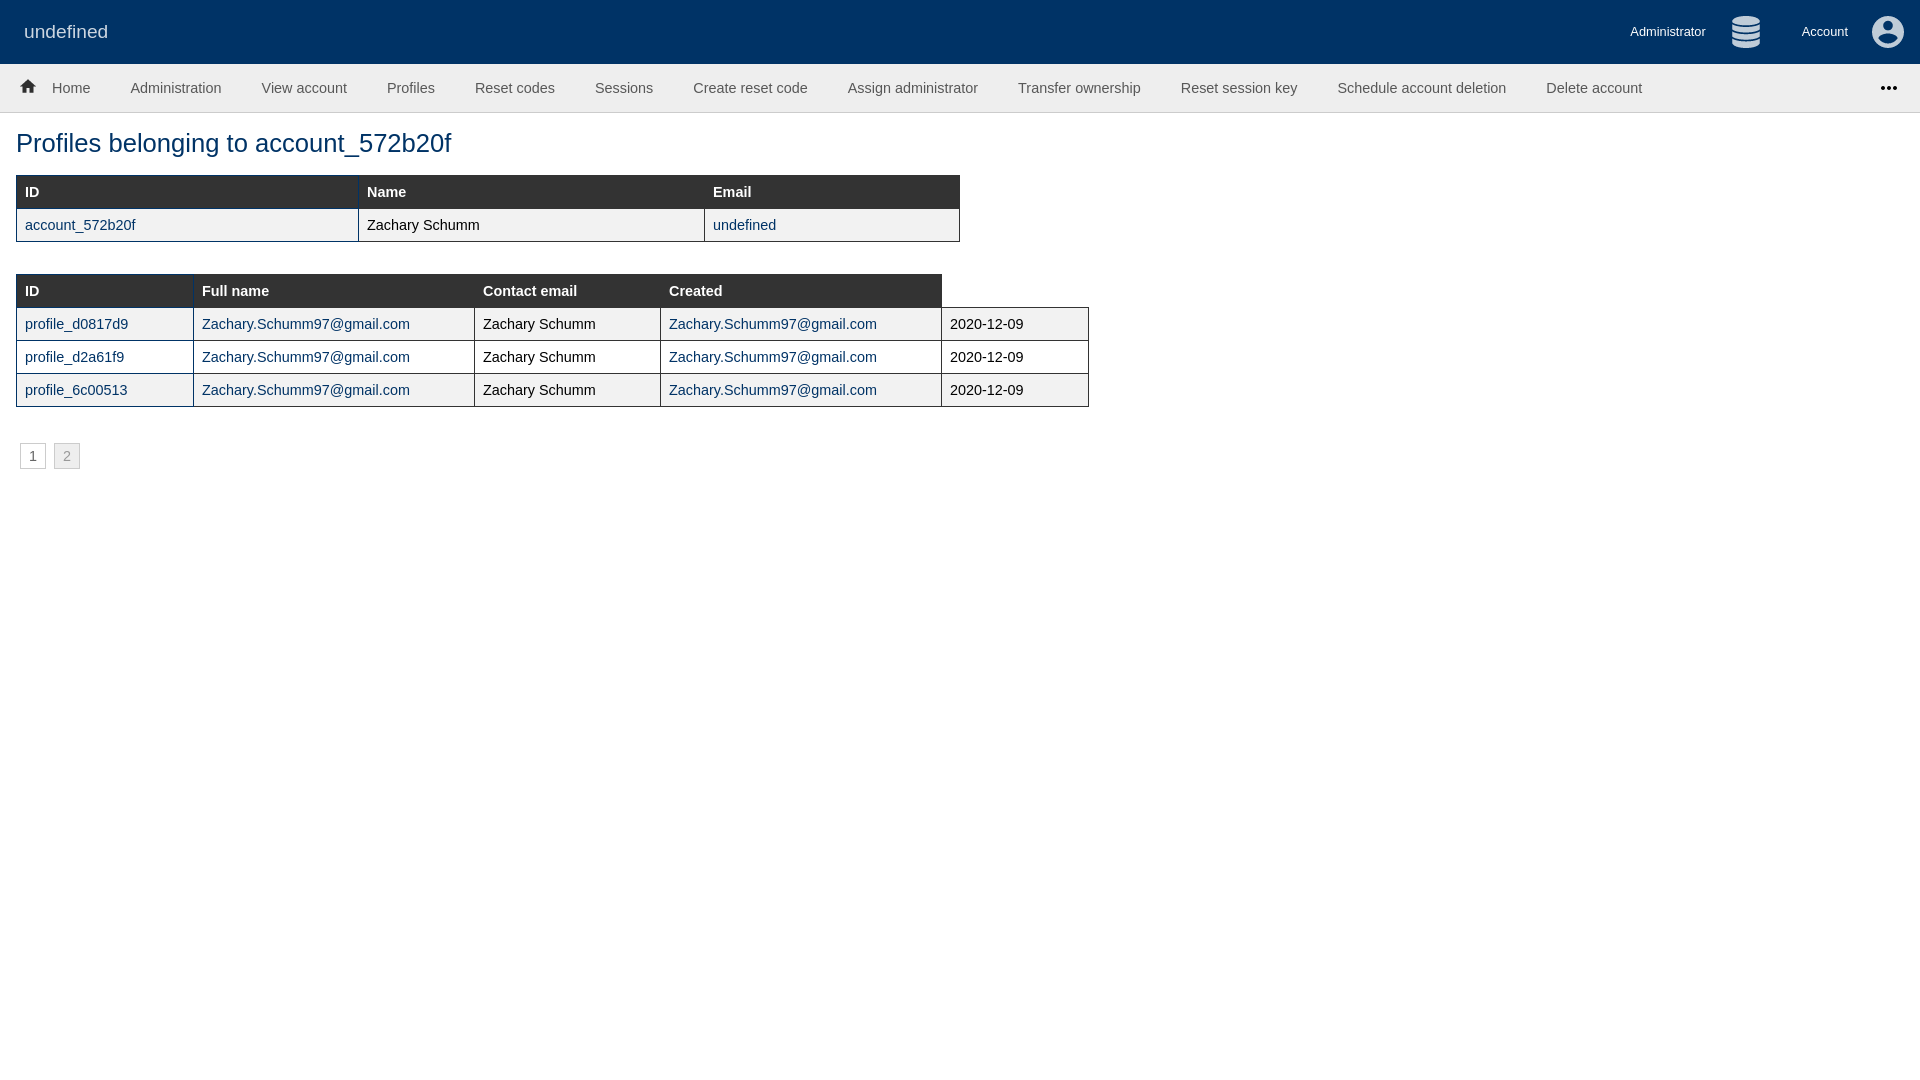 undefined
Administrator
Account
Home Administration View account Profiles Reset codes Sessions Create reset code Assign administrator Transfer ownership Reset session key Schedule account deletion Delete account
Profiles belonging to account_572b20f
ID Name Email
account_572b20f Zachary Schumm undefined
ID Full name Contact email Created
profile_d0817d9 Zachary.Schumm97@gmail.com Zachary Schumm Zachary.Schumm97@gmail.com 2020-12-09
profile_d2a61f9 Zachary.Schumm97@gmail.com Zachary Schumm Zachary.Schumm97@gmail.com 2020-12-09
profile_6c00513 Zachary.Schumm97@gmail.com Zachary Schumm Zachary.Schumm97@gmail.com 2020-12-09
1 2